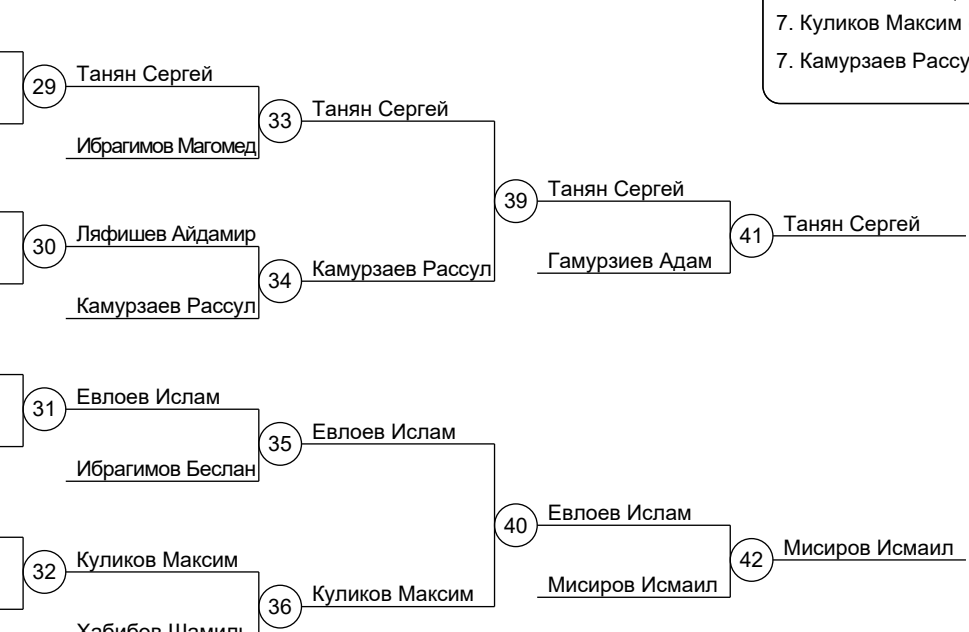 7. Куликов Максим
7. Камурзаев Рассу
29
Танян Сергей
33
Танян Сергей
Ибрагимов Магомед
39
Танян Сергей
41
Танян Сергей
30
Ляфишев Айдамир
34
Камурзаев Рассул
Гамурзиев Адам
Камурзаев Рассул
31
Евлоев Ислам
35
Евлоев Ислам
Ибрагимов Беслан
40
Евлоев Ислам
42
Мисиров Исмаил
32
Куликов Максим
36
Куликов Максим
Мисиров Исмаил
Хабибов Шамиль